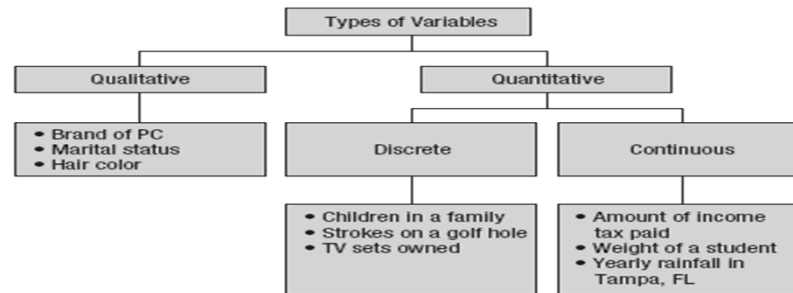 Types of Variables
Qualitative
Quantitative
• Brand of PC
• Marital status
• Hair color
Discrete
Continuous
• Children in a family
• Strokes on a golf hole
• TV sets owned
• Amount of income
tax paid
• Weight of a student
• Yearly rainfall in
Tampa, FL